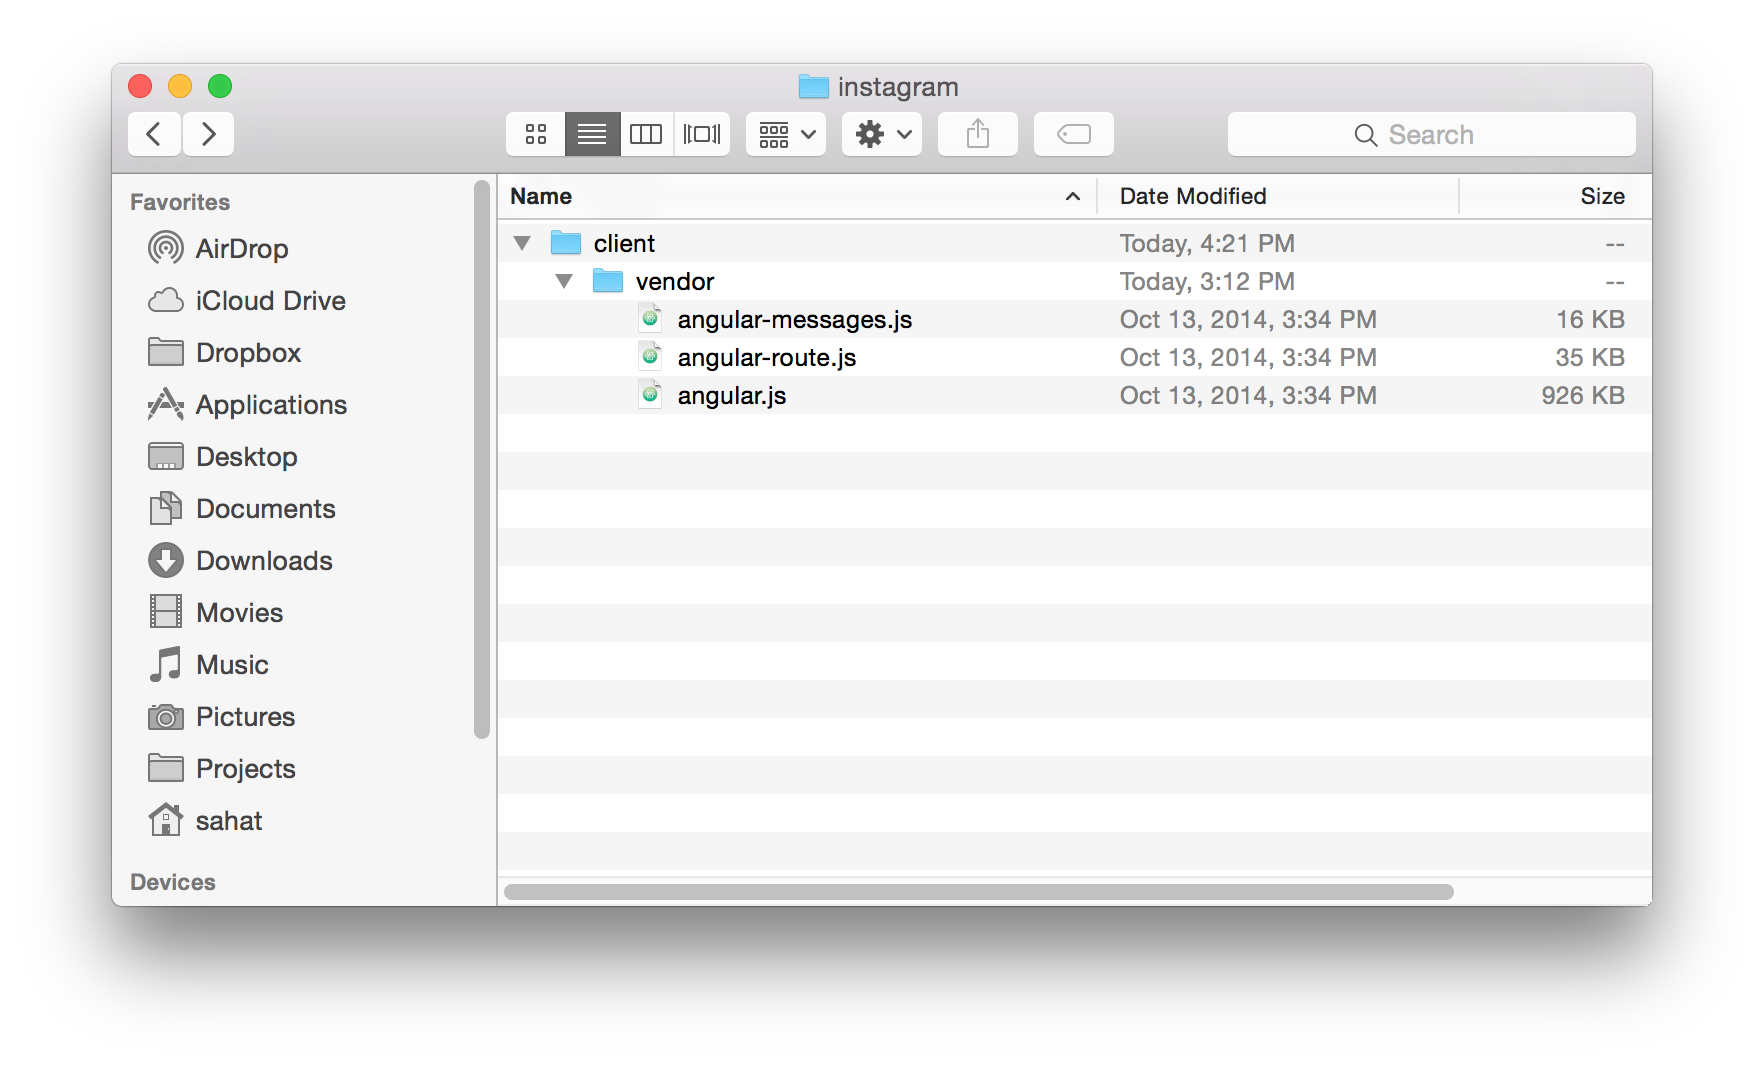 instagram
Search
Favorites
AirDrop
iCloud Drive
Dropbox
Applications
Desktop
Documents
Downloads
Movies
Music
Pictures
Projects
sahat
Devices
Name Date Modified Size
client Today, 4:21 PM --
vendor Today, 3:12 PM --
angular-messages.js Oct 13, 2014, 3:34 PM 16 KB
angular-route.js Oct 13, 2014, 3:34 PM 35 KB
angular.js Oct 13, 2014, 3:34 PM 926 KB